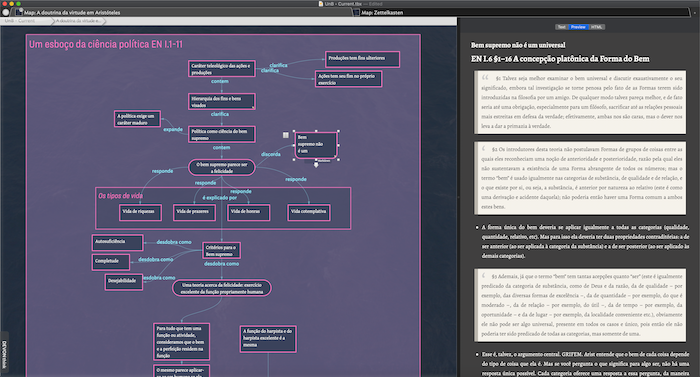 UnB - Current.tbx — Edited
Map: A doutrina da virtude em Aristóteles
Map: Zettelkasten
UnB - Current
A doutrina da virtude e
Um esboço da ciência política EN I.1-11
Caráter teleológico das ações e
produções
clarifica
clarifica
Produções tem fins ulteriores
Ações tem seu fim no próprio
exercício
contem
Hierarquia dos fins e bens
visados
A política exige um
caráter maduro
contem
expande
Política como ciência do bem
supremo
Bem
supremo não
é um
contem
discorda
O bem supremo parece ser
a felicidade
responde
responde
responde
responde
é explicado por
Os tipos de vida
Vida de riquezas
Vida de prazeres
Vida de honras
Vida cotemplativa
Autosuficiência
desdobra como
Critérios para o
Bem supremo
Completude
desdobra como
Desejabilidade
desdobra como
desdobra como
Uma teoria acerca da felicidade: exercício
excelente da função propriamente humana
Para tudo que tem uma
função ou atividade,
consideramos que o bem
e a perfeição residem na
função
A função do harpista e do
harpista excelente é a
mesma
O mesmo parece aplicar-
Text
Preview
HTML
Bem supremo não é um universal
EN I.6 §1–16 A concepção platônica da Forma do Bem
§1 Talvez seja melhor examinar o bem universal e discutir exaustivamente o seu
significado, embora tal investigação se torne penosa pelo fato de as Formas terem sido
introduzidas na filosofia por um amigo. De qualquer modo talvez pareça melhor, e de fato
seria até uma obrigação, especialmente para um filósofo, sacrificar até as relações pessoais
mais estreitas em defesa da verdade; efetivamente, ambas nos são caras, mas o dever nos
leva a dar a primazia à verdade.
§2 Os introdutores desta teoria não postulavam Formas de grupos de coisas entre as
quais eles reconheciam uma noção de anterioridade e posterioridade, razão pela qual eles
não sustentavam a existência de uma Forma abrangente de todos os números; mas o
termo "bem" é usado igualmente nas categorias de substância, de qualidade e de relação, e
o que existe por si, ou seja, a substância, é anterior por natureza ao relativo (este é como
uma derivação e acidente daquela); não poderia então haver uma Forma comum a ambos
estes bens.
A forma única do bem deveria se aplicar igualmente a todas as categorias (qualidade,
quantidade, relativo, etc). Mas para isso ela deveria ter duas propriedades contraditórias: a de
ser anterior (ao ser aplicada à categoria da substância) e a de ser posterior (ao ser aplicado às
demais categorias).
§3 Ademais, já que o termo "bem" tem tantas acepções quanto "ser" (este é igualmente
predicado da categoria de substância, como de Deus e da razão, da de qualidade – por
exemplo, das diversas formas de excelência –, da de quantidade – por exemplo, do que é
moderado –, da de relação – por exemplo, do útil –, da de tempo – por exemplo, da
oportunidade – e da de lugar – por exemplo, da localidade conveniente etc.), obviamente
ele não pode ser algo universal, presente em todos os casos e único, pois então ele não
poderia ter sido predicado de todas as categorias, mas somente de uma.
Esse é, talvez, o argumento central. GRIFEM. Ariet entende que o bem de cada coisa depende
do tipo de coisa que ela é. Mas se você pergunta o que significa para algo ser, não há uma
resposta única possível. Cada categoria oferece uma resposta a essa pergunta, da maneira